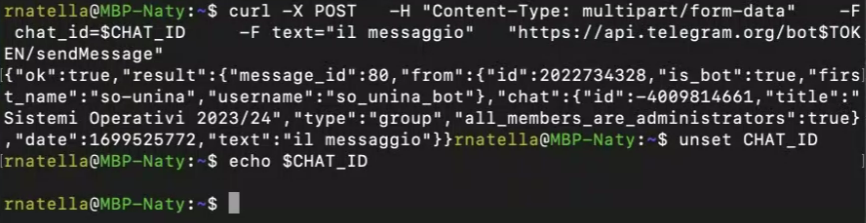 rnatella@MBP-Naty:~$ curl -X POST   -H "Content-Type: multipart/form-data"   -F
 chat_id=$CHAT_ID     -F text="il messaggio"   "https://api.telegram.org/bot$TOK
EN/sendMessage"
{"ok":true,"result":{"message_id":80,"from":{"id":2022734328,"is_bot":true,"firs
t_name":"so-unina","username":"so_unina_bot"},"chat":{"id":-4009814661,"title":"
Sistemi Operativi 2023/24","type":"group","all_members_are_administrators":true}
,"date":1699525772,"text":"il messaggio"}}rnatella@MBP-Naty:~$ unset CHAT_ID
rnatella@MBP-Naty:~$ echo $CHAT_ID

rnatella@MBP-Naty:~$